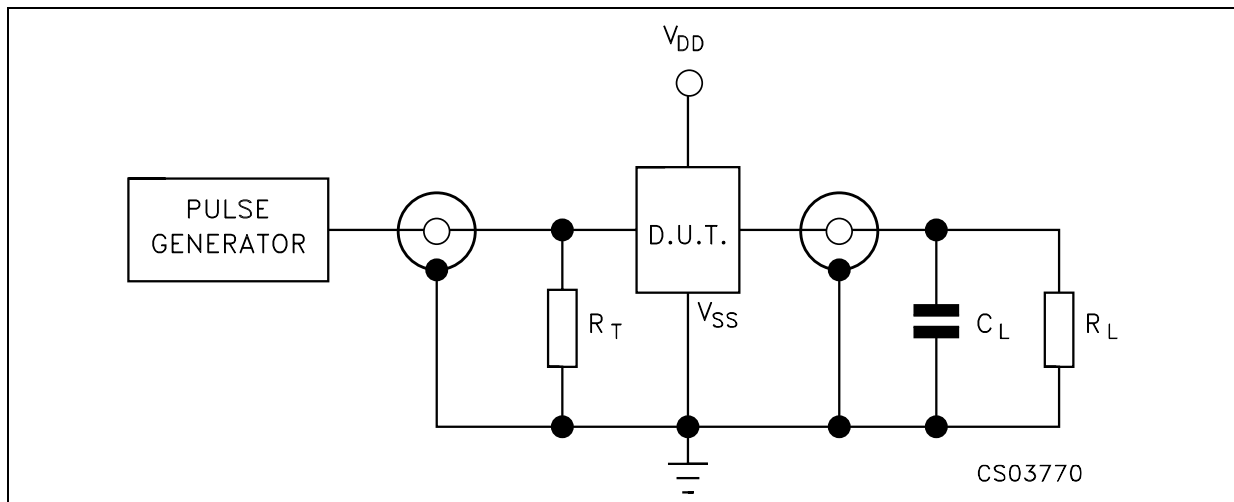 VDD
PULSE
GENERATOR
D.U.T.
VSS
RT
CL
RL
CS03770